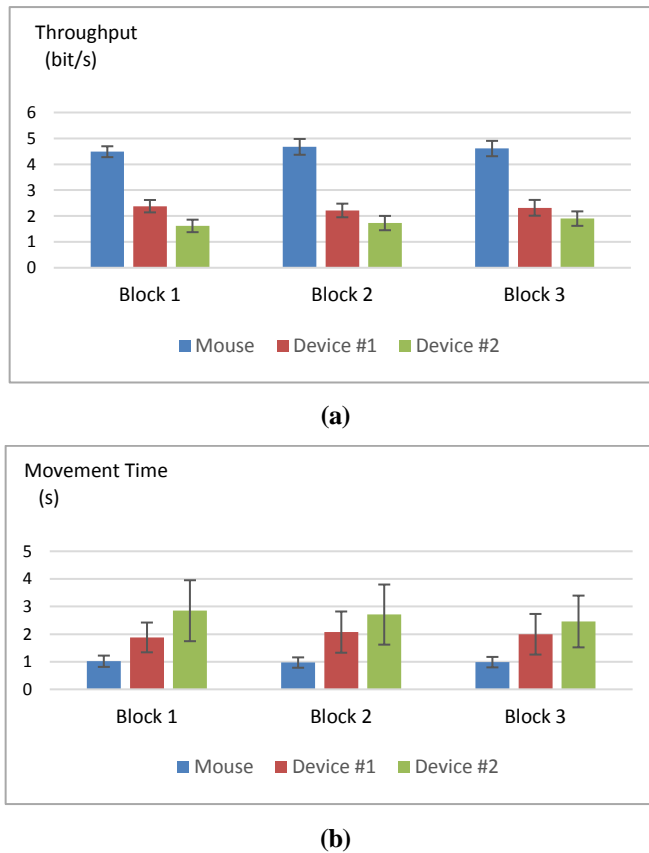 Throughput
(bit/s)
6
5
4
3
2
1
0
Block 1 Block 2 Block 3
Mouse Device #1 Device #2
(a)
Movement Time
(s)
5
4
3
2
1
0
Block 1 Block 2 Block 3
Mouse Device #1 Device #2
(b)